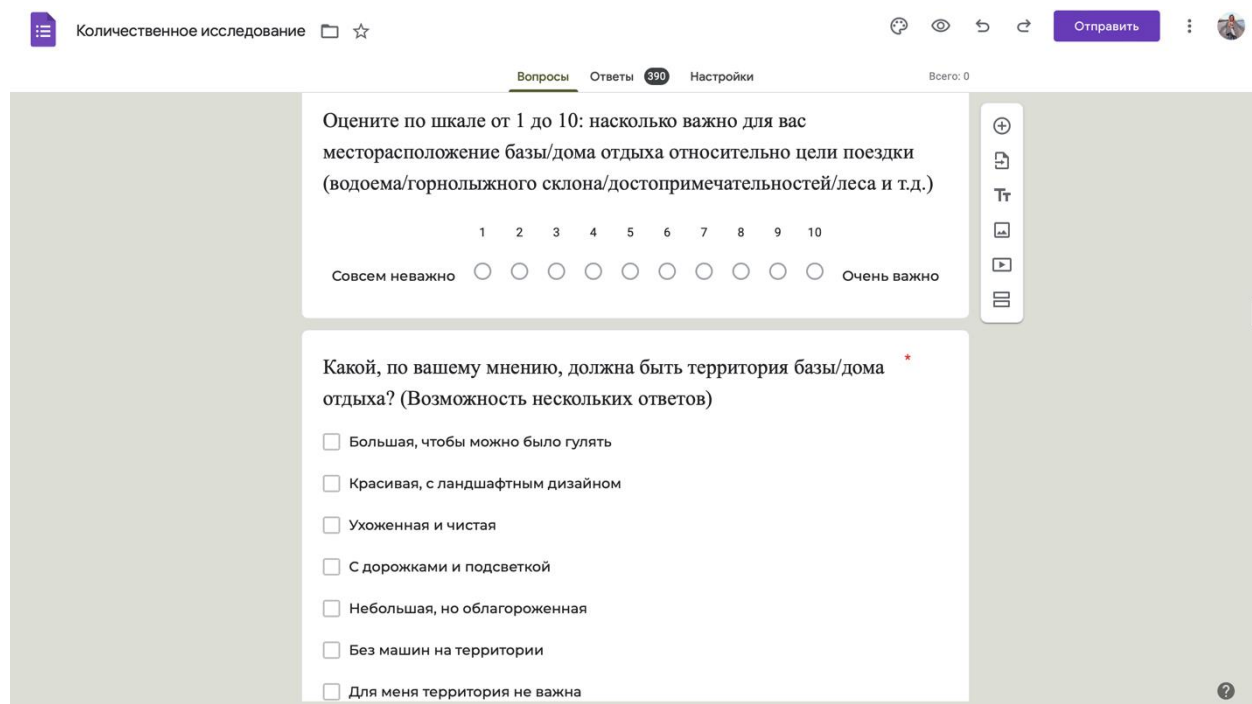 Количественное исследование
Отправить
Вопросы Ответы 390 Настройки
Всего: 0
Оцените по шкале от 1 до 10: насколько важно для вас
месторасположение базы/дома отдыха относительно цели поездки
(водоема/горнолыжного склона/достопримечательностей/леса и т.д.)
1 2 3 4 5 6 7 8 9 10
Совсем неважно Очень важно
Какой, по вашему мнению, должна быть территория базы/дома *
отдыха? (Возможность нескольких ответов)
Большая, чтобы можно было гулять
Красивая, с ландшафтным дизайном
Ухоженная и чистая
С дорожками и подсветкой
Небольшая, но облагороженная
Без машин на территории
Для меня территория не важна